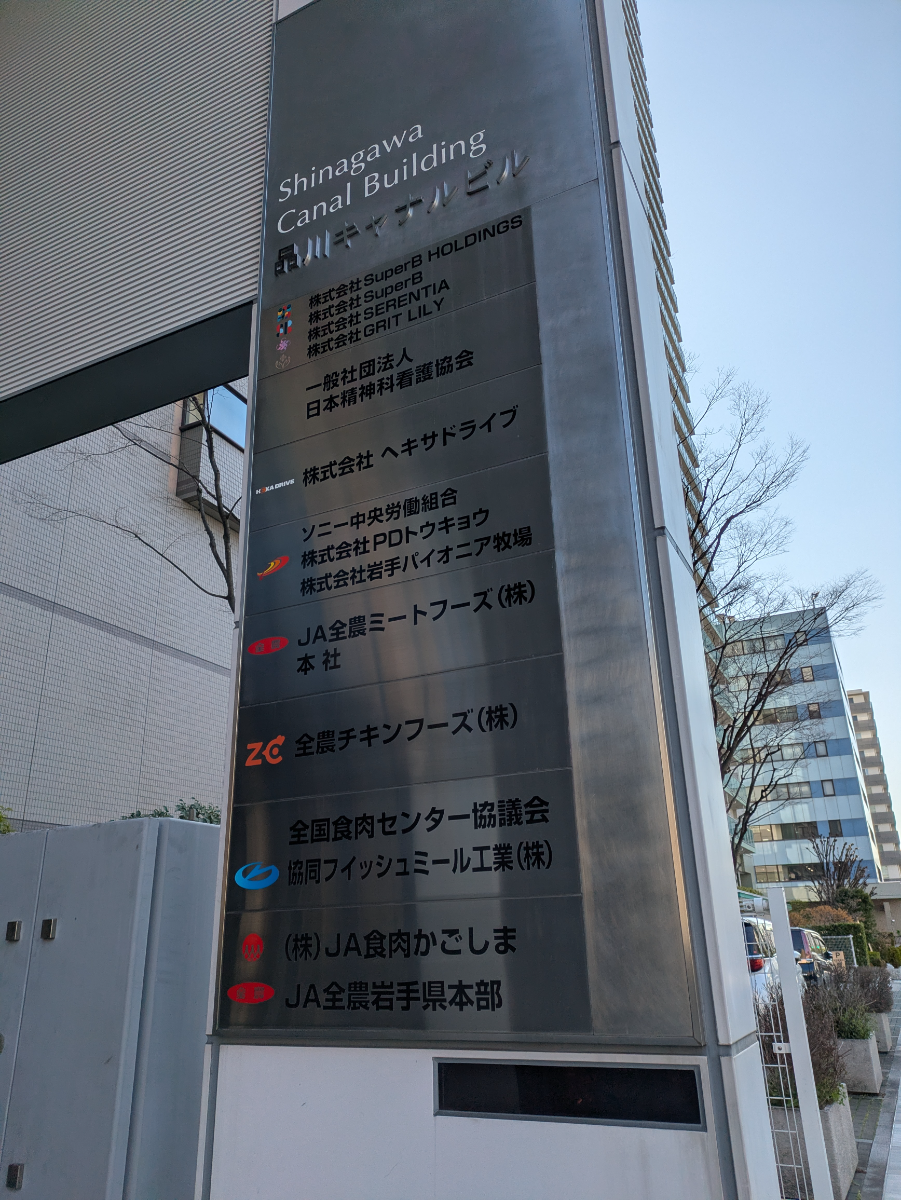 Shinagawa
Canal Building
品川キャナルビル
株式会社SuperB HOLDINGS
株式会社SuperB
株式会社SERENTIA
株式会社GRIT LILY
一般社団法人
日本精神科看護協会
HEXA DRIVE
株式会社 ヘキサドライブ
ソニー中央労働組合
株式会社PDトウキョウ
株式会社岩手パイオニア牧場
JA全農ミートフーズ(株)
本 社
ZC
全農チキンフーズ(株)
全国食肉センター協議会
協同フィッシュミール工業(株)
(株)JA食肉かごしま
JA全農岩手県本部